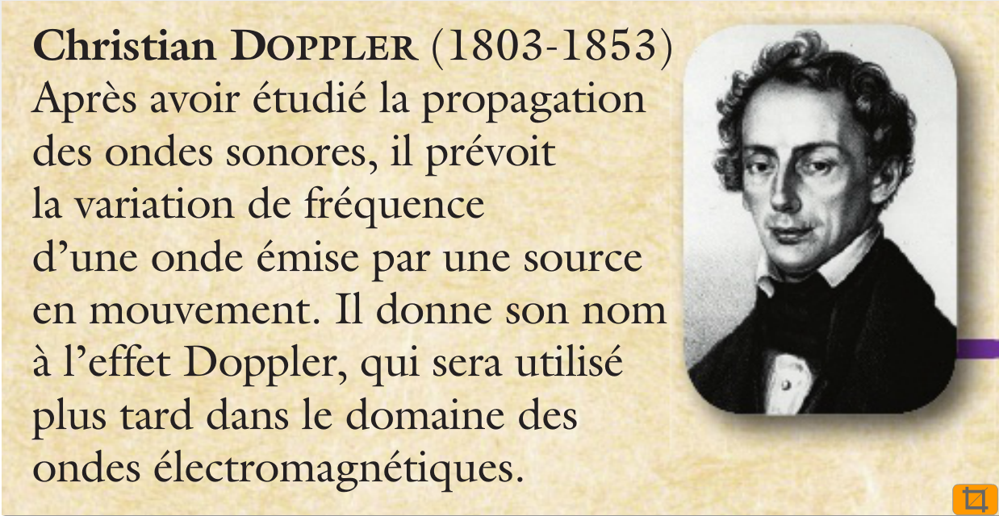 Christian DOPPLER (1803-1853)
Après avoir étudié la propagation
des ondes sonores, il prévoit
la variation de fréquence
d’une onde émise par une source
en mouvement. Il donne son nom
à l’effet Doppler, qui sera utilisé
plus tard dans le domaine des
ondes électromagnétiques.